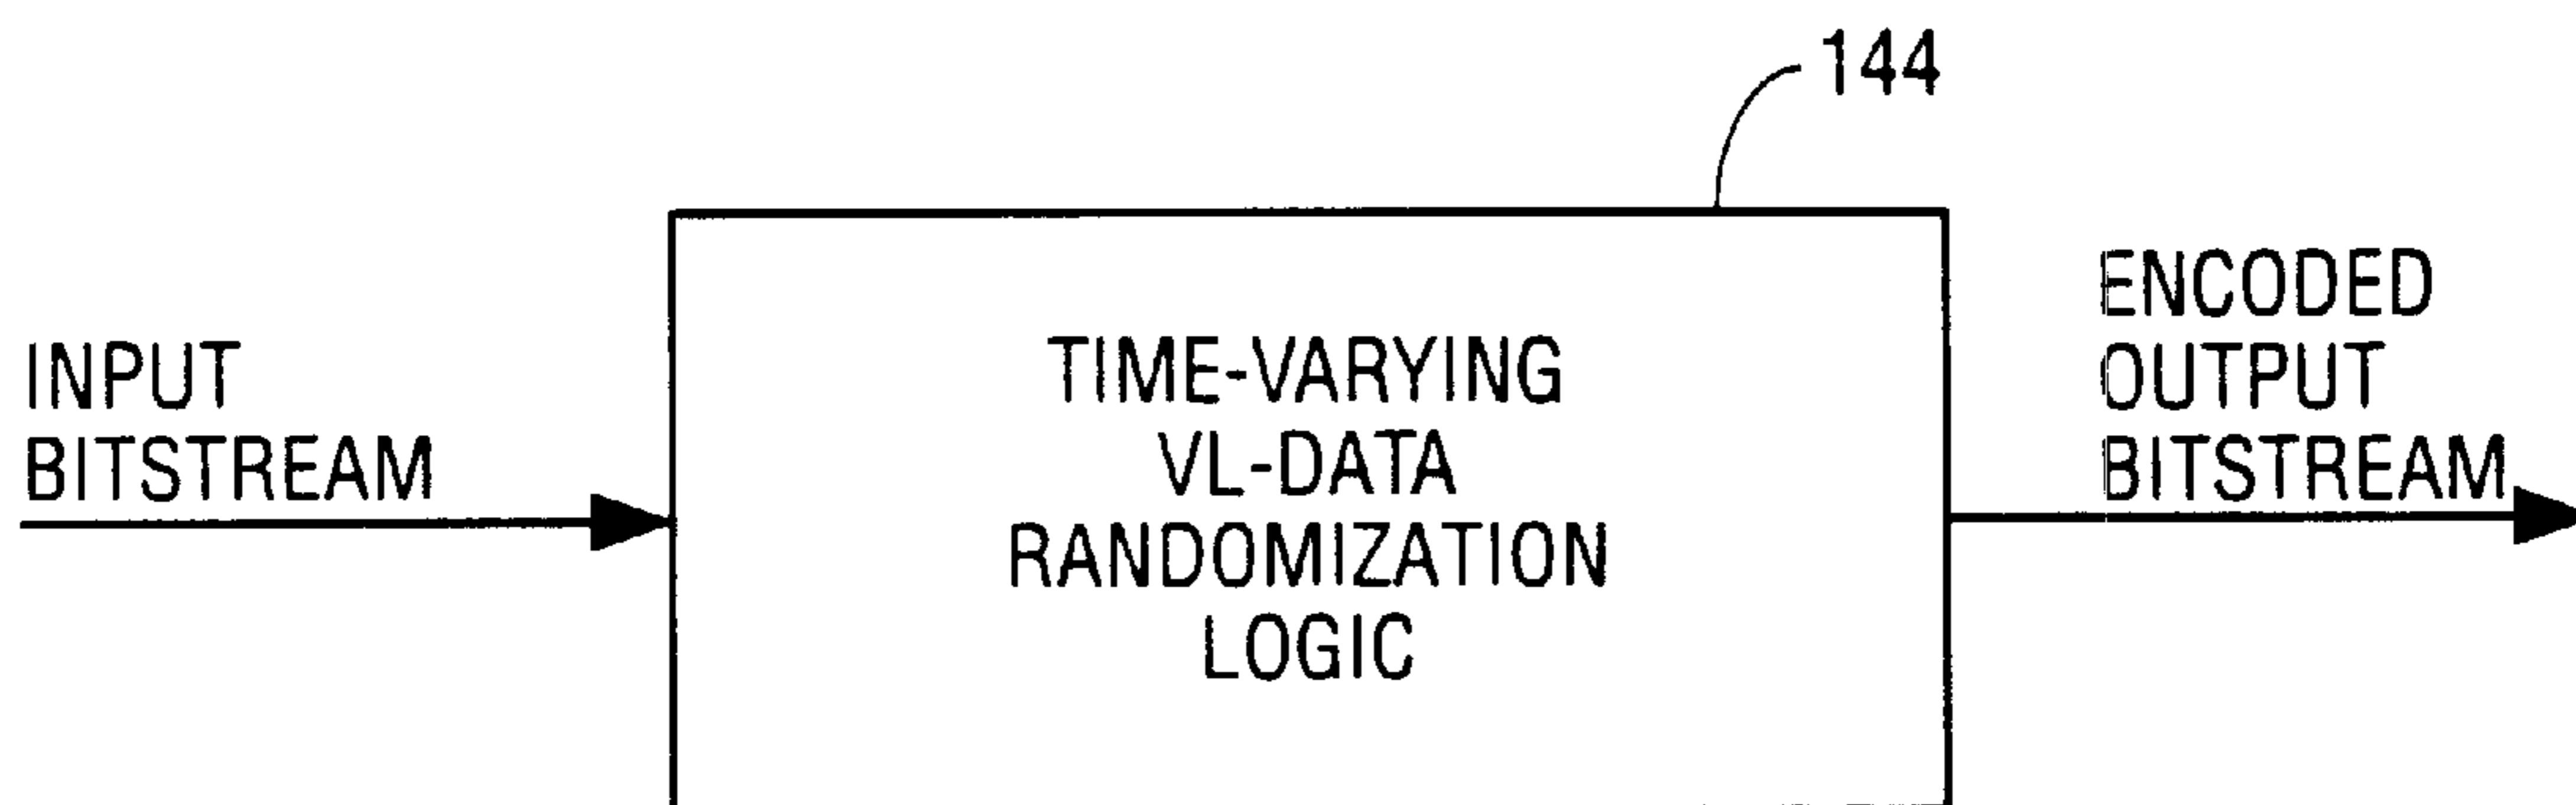 144
INPUT
BITSTREAM
TIME-VARYING
VL-DATA
RANDOMIZATION
LOGIC
ENCODED
OUTPUT
BITSTREAM